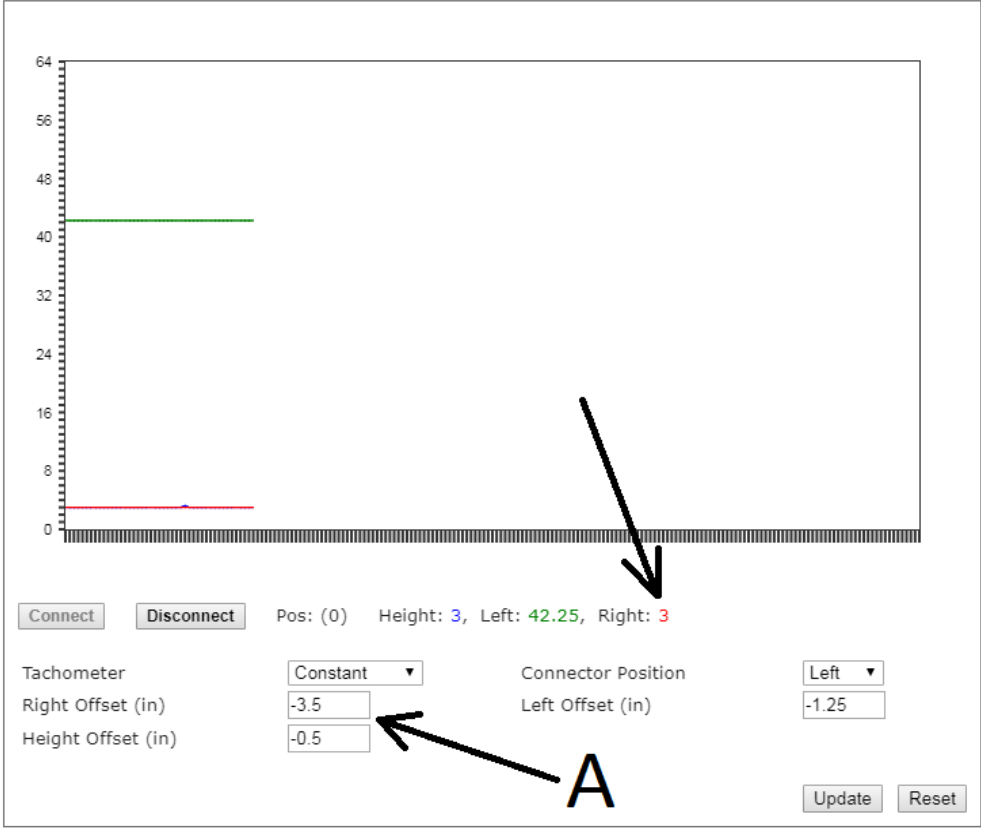 64
56
48
40
32
24
16
8
0
Connect Disconnect Pos: (0) Height: 3, Left: 42.25, Right: 3
Tachometer Constant Connector Position Left
Right Offset (in) -3.5 Left Offset (in) -1.25
Height Offset (in) -0.5
A
Update Reset